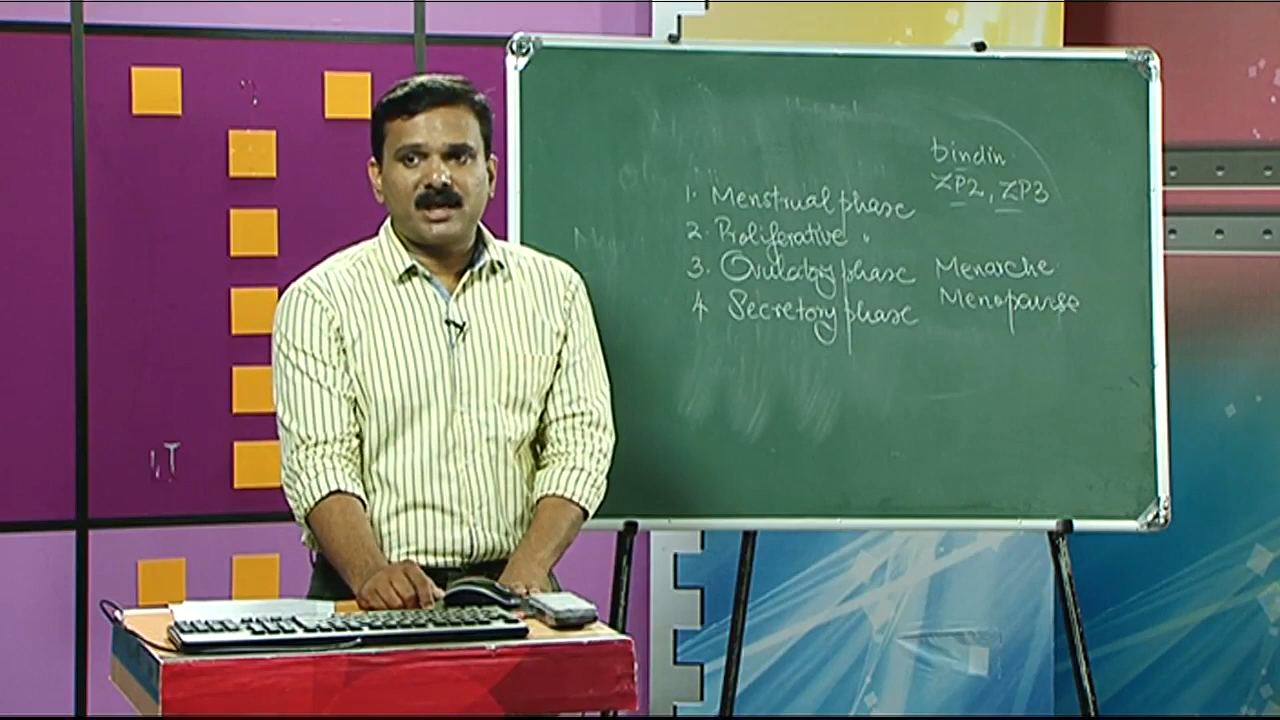 bindin
ZP2, ZP3
1. Menstrual phase
2. Proliferative "
3. Ovulatory phase
4 Secretory phase
Menarche
Menopause